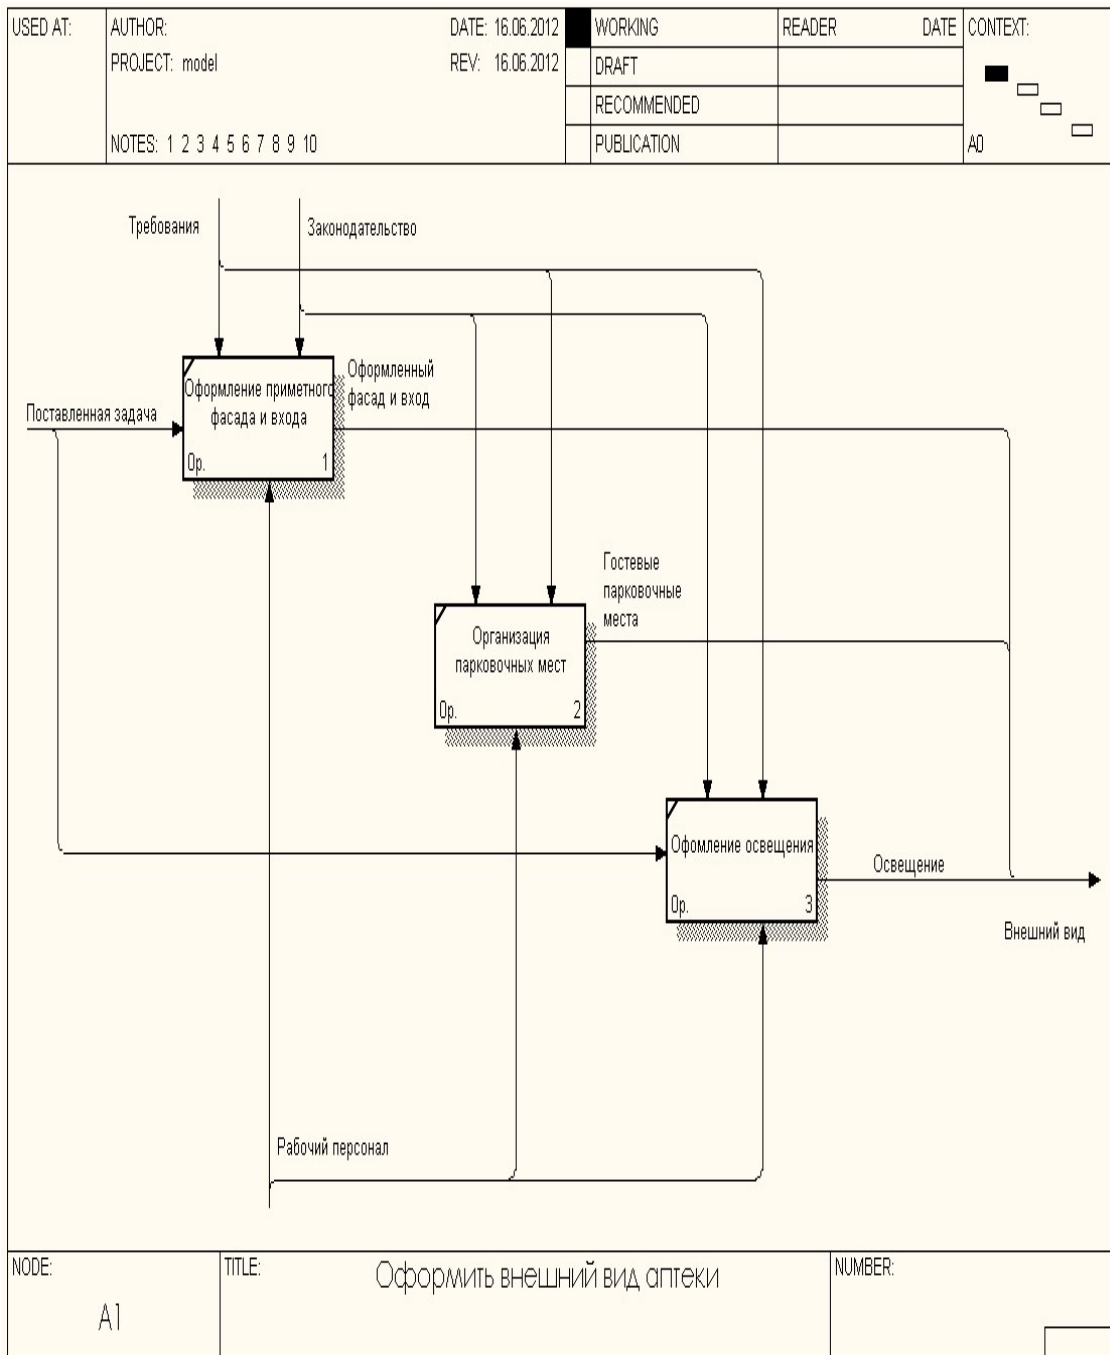 USED AT:
AUTHOR:
DATE: 16.06.2012
WORKING
READER
DATE
CONTEXT:
PROJECT: model
REV: 16.06.2012
DRAFT
RECOMMENDED
NOTES: 1 2 3 4 5 6 7 8 9 10
PUBLICATION
A0
Требования
Законодательство
Оформленный
фасад и вход
Оформление приметного
фасада и входа
0р.
1
Поставленная задача
Гостевые
парковочные
места
Организация
парковочных мест
0р.
2
Офомление освещения
0р.
3
Освещение
Внешний вид
Рабочий персонал
NODE:
A1
TITLE:
Оформить внешний вид аптеки
NUMBER: